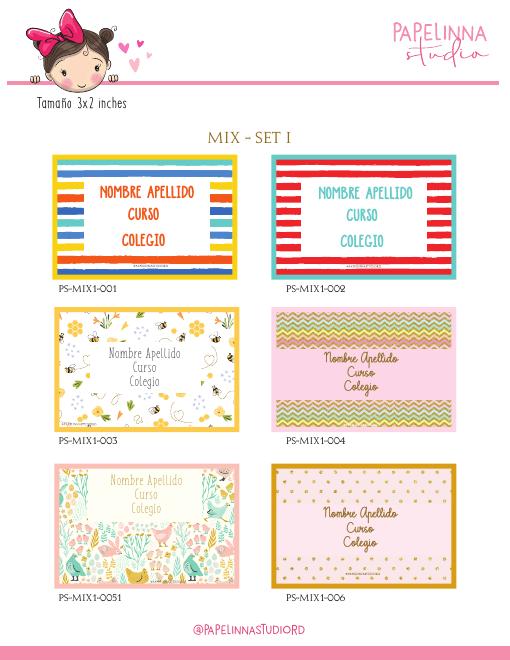 PAPELINNA
studio
Tamaño 3x2 inches
MIX - SET 1
NOMBRE APELLIDO
CURSO
COLEGIO
NOMBRE APELLIDO
CURSO
COLEGIO
PS-MIX1-001
PS-MIX1-002
Nombre Apellido
Curso
Colegio
Nombre Apellido
Curso
Colegio
PS-MIX1-003
PS-MIX1-004
Nombre Apellido
Curso
Colegio
Nombre Apellido
Curso
Colegio
PS-MIX1-0051
PS-MIX1-006
@PAPELINNASTUDIORD